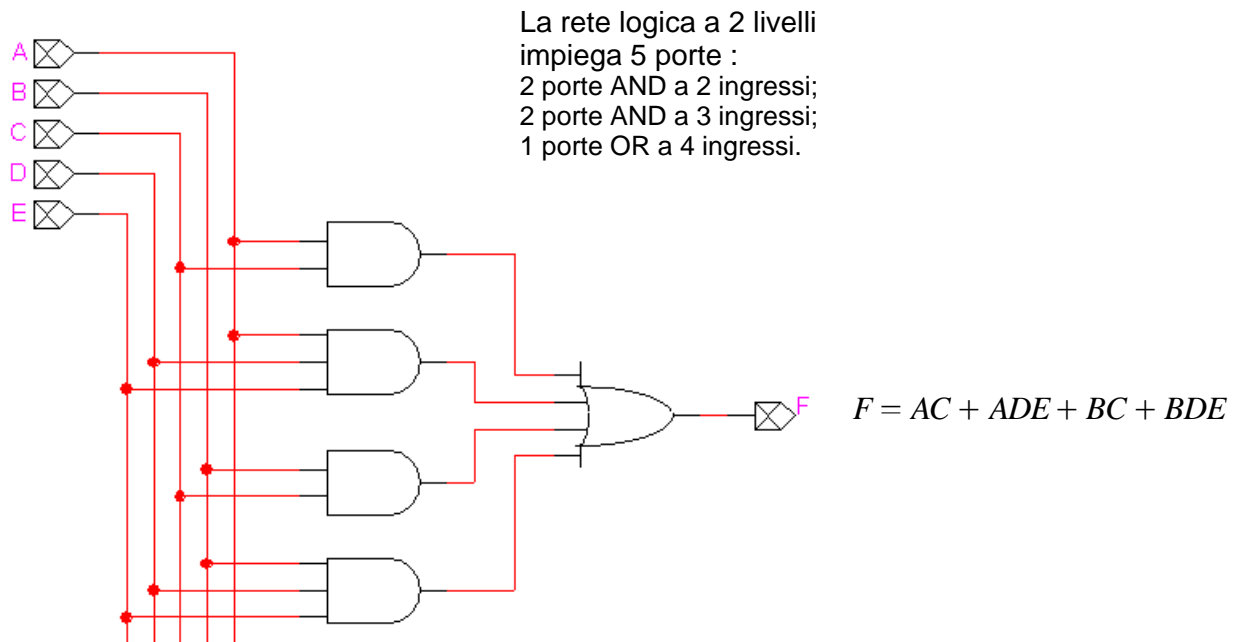 La rete logica a 2 livelli
impiega 5 porte :
2 porte AND a 2 ingressi;
2 porte AND a 3 ingressi;
1 porte OR a 4 ingressi.
A
B
C
D
E
F
F = AC + ADE + BC + BDE